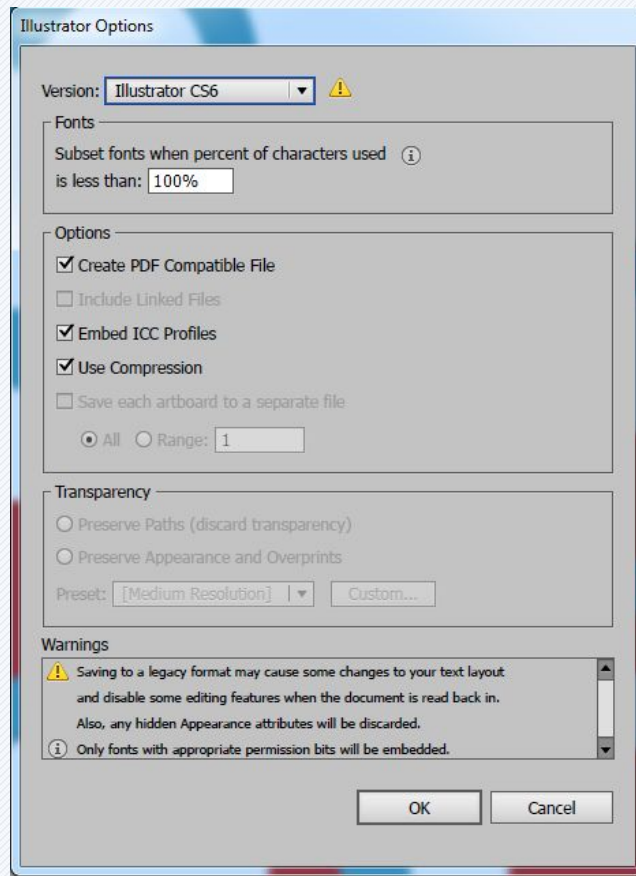 Illustrator Options
Version: Illustrator CS6
Fonts
Subset fonts when percent of characters used
is less than: 100%
Options
Create PDF Compatible File
Include Linked Files
Embed ICC Profiles
Use Compression
Save each artboard to a separate file
All Range: 1
Transparency
Preserve Paths (discard transparency)
Preserve Appearance and Overprints
Preset: [Medium Resolution] Custom...
Warnings
Saving to a legacy format may cause some changes to your text layout
and disable some editing features when the document is read back in.
Also, any hidden Appearance attributes will be discarded.
Only fonts with appropriate permission bits will be embedded.
OK Cancel